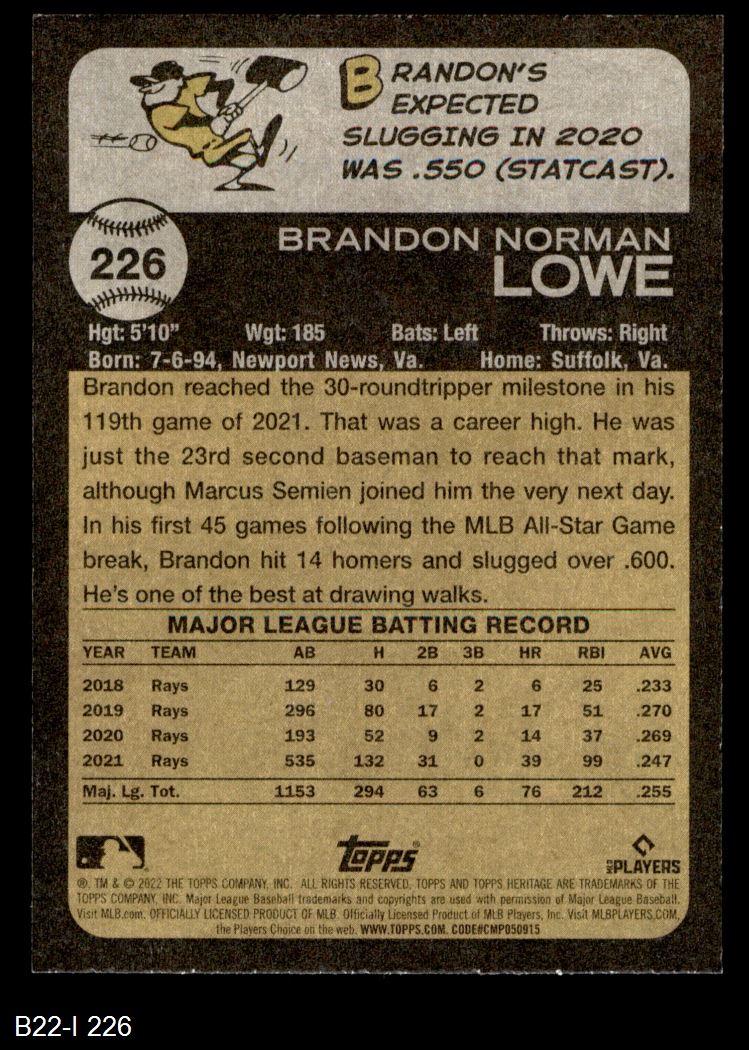 BRANDON'S
EXPECTED
SLUGGING IN 2020
WAS .550 (STATCAST).
226
BRANDON NORMAN
LOWE
Hgt: 5'10" Wgt: 185 Bats: Left Throws: Right
Born: 7-6-94, Newport News, Va. Home: Suffolk, Va.
Brandon reached the 30-roundtripper milestone in his
119th game of 2021. That was a career high. He was
just the 23rd second baseman to reach that mark,
although Marcus Semien joined him the very next day.
In his first 45 games following the MLB All-Star Game
break, Brandon hit 14 homers and slugged over .600.
He's one of the best at drawing walks.
MAJOR LEAGUE BATTING RECORD
YEAR TEAM AB H 2B 3B HR RBI AVG
2018 Rays 129 30 6 2 6 25 .233
2019 Rays 296 80 17 2 17 51 .270
2020 Rays 193 52 9 2 14 37 .269
2021 Rays 535 132 31 0 39 99 .247
Maj. Lg. Tot. 1153 294 63 6 76 212 .255
topps®
MLB PLAYERS
®, TM & © 2022 THE TOPPS COMPANY, INC. ALL RIGHTS RESERVED. TOPPS AND TOPPS HERITAGE ARE TRADEMARKS OF THE
TOPPS COMPANY, INC. Major League Baseball trademarks and copyrights are used with permission of Major League Baseball.
Visit MLB.com. OFFICIALLY LICENSED PRODUCT OF MLB. Officially Licensed Product of MLB Players, Inc. Visit MLBPLAYERS.COM,
the Players Choice on the web. WWW.TOPPS.COM. CODE#CMP050915
B22-I 226